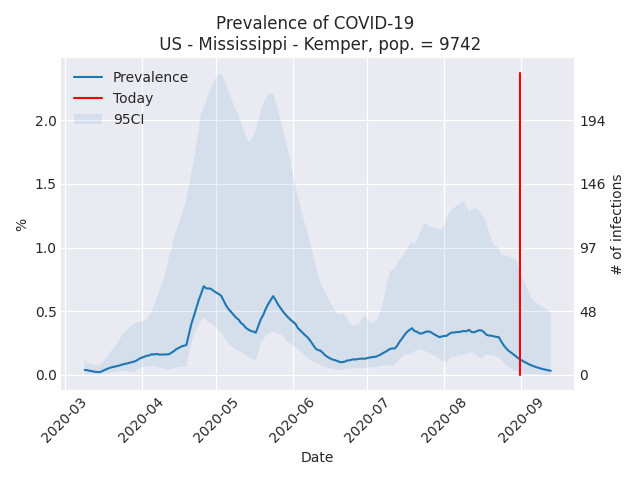 Prevalence of COVID-19
US - Mississippi - Kemper, pop. = 9742
Prevalence
Today
95CI
%
2.0
1.5
1.0
0.5
0.0
194
146
97
48
0
# of infections
2020-03
2020-04
2020-05
2020-06
2020-07
2020-08
2020-09
Date